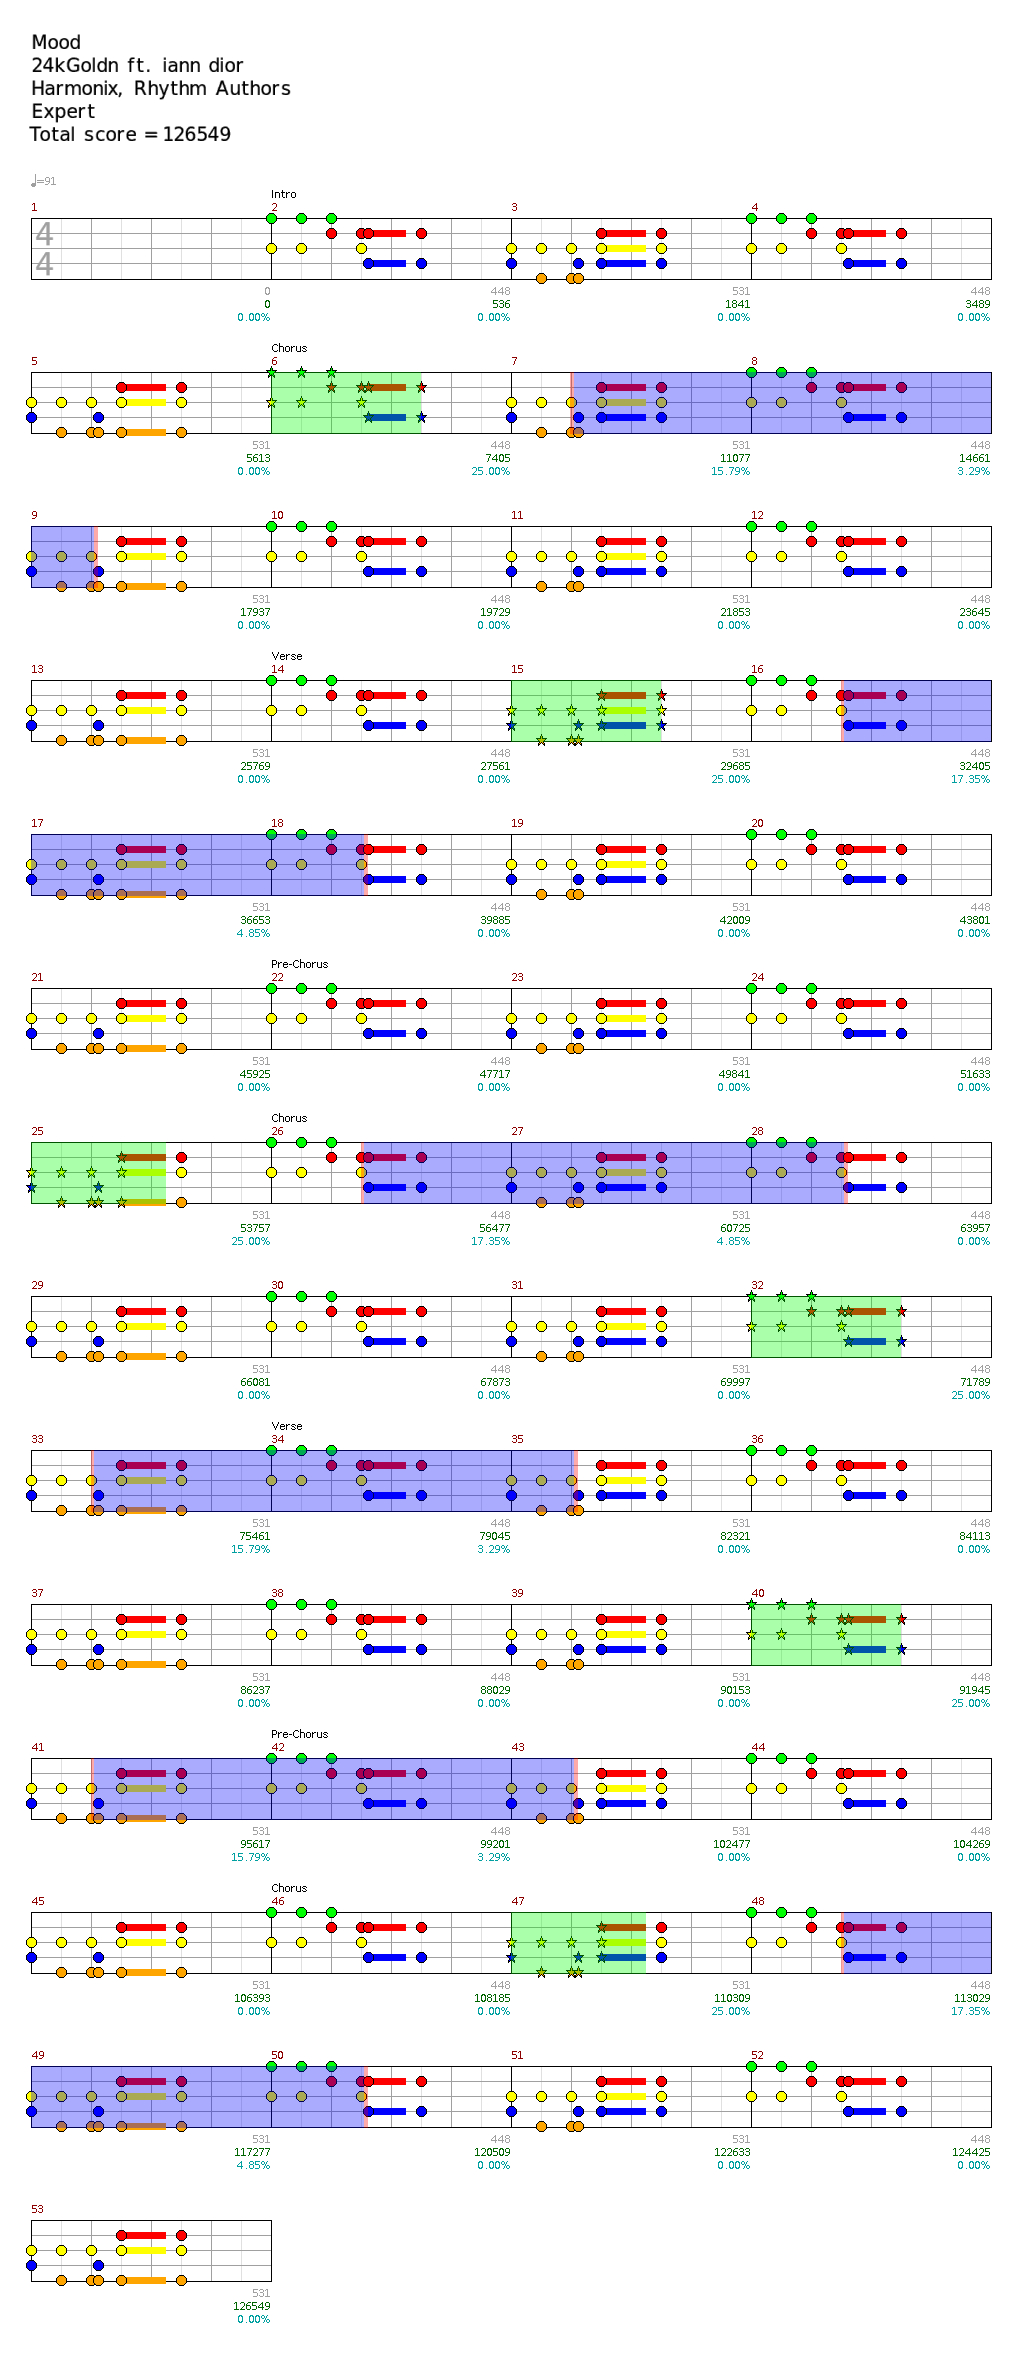 Mood
24kGoldn ft. iann dior
Harmonix, Rhythm Authors
Expert
Total score = 126549
♩=91
Intro
1 2 3 4
4
4
0 448 531 448
0 536 1841 3489
0.00% 0.00% 0.00% 0.00%
Chorus
5 6 7 8
531 448 531 448
5613 7405 11077 14661
0.00% 25.00% 15.79% 3.29%
9 10 11 12
531 448 531 448
17937 19729 21853 23645
0.00% 0.00% 0.00% 0.00%
Verse
13 14 15 16
531 448 531 448
25769 27561 29685 32405
0.00% 0.00% 25.00% 17.35%
17 18 19 20
531 448 531 448
36653 39885 42009 43801
4.85% 0.00% 0.00% 0.00%
Pre-Chorus
21 22 23 24
531 448 531 448
45925 47717 49841 51633
0.00% 0.00% 0.00% 0.00%
Chorus
25 26 27 28
531 448 531 448
53757 56477 60725 63957
25.00% 17.35% 4.85% 0.00%
29 30 31 32
531 448 531 448
66081 67873 69997 71789
0.00% 0.00% 0.00% 25.00%
Verse
33 34 35 36
531 448 531 448
75461 79045 82321 84113
15.79% 3.29% 0.00% 0.00%
37 38 39 40
531 448 531 448
86237 88029 90153 91945
0.00% 0.00% 0.00% 25.00%
Pre-Chorus
41 42 43 44
531 448 531 448
95617 99201 102477 104269
15.79% 3.29% 0.00% 0.00%
Chorus
45 46 47 48
531 448 531 448
106393 108185 110309 113029
0.00% 0.00% 25.00% 17.35%
49 50 51 52
531 448 531 448
117277 120509 122633 124425
4.85% 0.00% 0.00% 0.00%
53
531
126549
0.00%